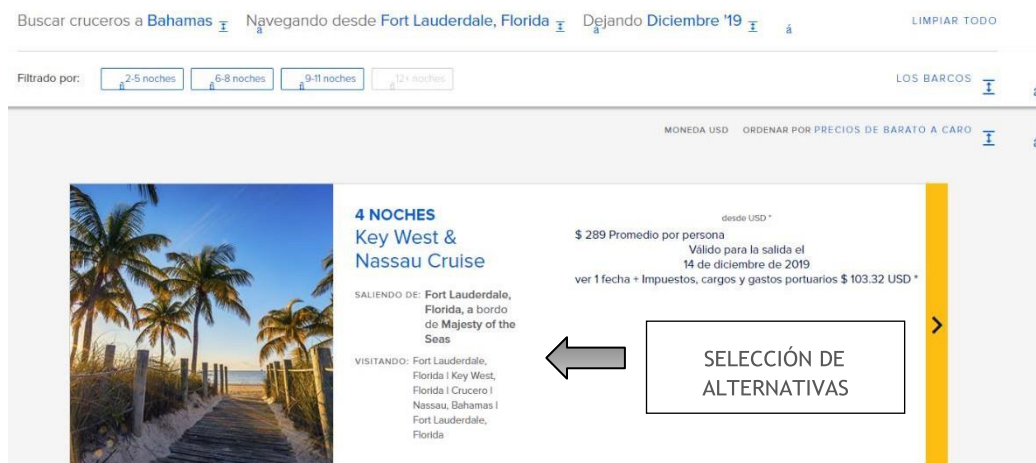 Buscar cruceros a Bahamas Navegando desde Fort Lauderdale, Florida Dejando Diciembre '19 á LIMPIAR TODO
Filtrado por: 2-5 noches 6-8 noches 9-11 noches 12+ noches LOS BARCOS
MONEDA USD ORDENAR POR PRECIOS DE BARATO A CARO
4 NOCHES
Key West &
Nassau Cruise
SALIENDO DE: Fort Lauderdale,
Florida, a bordo
de Majesty of the
Seas
VISITANDO: Fort Lauderdale,
Florida | Key West,
Florida | Crucero |
Nassau, Bahamas |
Fort Lauderdale,
Florida
desde USD *
$ 289 Promedio por persona
Válido para la salida el
14 de diciembre de 2019
ver 1 fecha + Impuestos, cargos y gastos portuarios $ 103.32 USD *
SELECCIÓN DE
ALTERNATIVAS